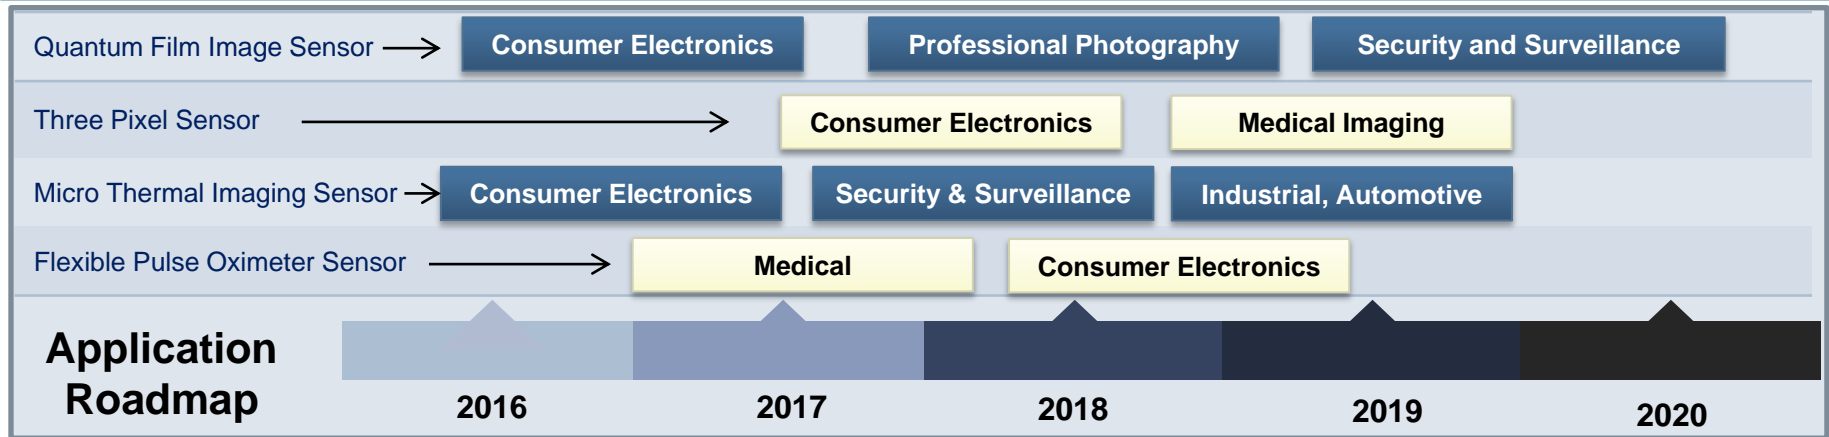 Quantum Film Image Sensor
Consumer Electronics
Professional Photography
Security and Surveillance
Three Pixel Sensor
Consumer Electronics
Medical Imaging
Micro Thermal Imaging Sensor
Consumer Electronics
Security & Surveillance
Industrial, Automotive
Flexible Pulse Oximeter Sensor
Medical
Consumer Electronics
Application
Roadmap
2016
2017
2018
2019
2020